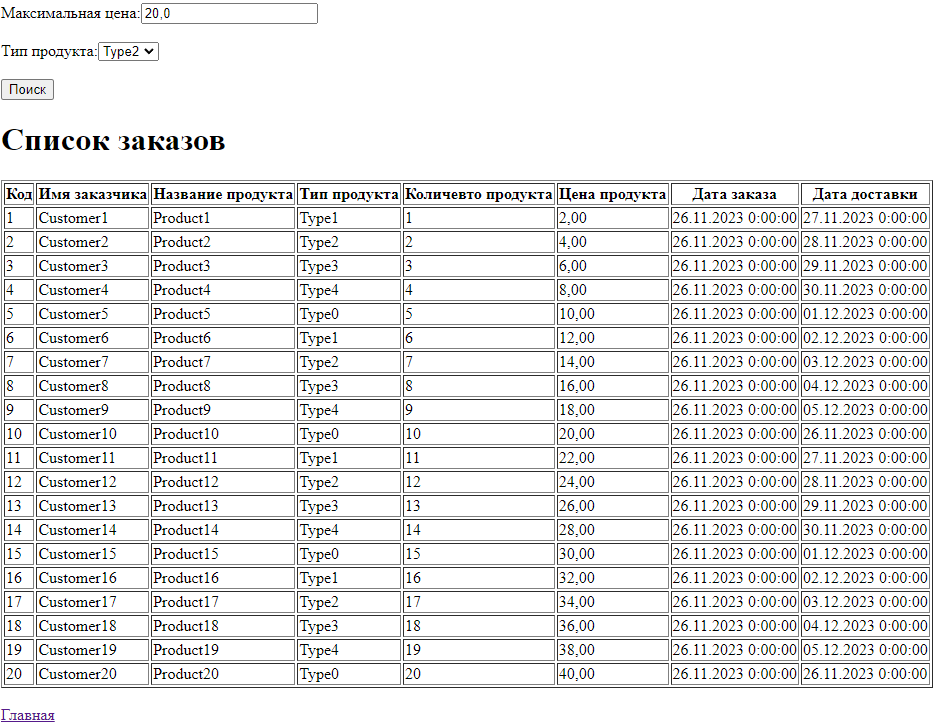 Максимальная цена: 20,0
Тип продукта: Type2
Поиск
Список заказов
Код Имя заказчика Название продукта Тип продукта Количевто продукта Цена продукта Дата заказа Дата доставки
1 Customer1 Product1 Type1 1 2,00 26.11.2023 0:00:00 27.11.2023 0:00:00
2 Customer2 Product2 Type2 2 4,00 26.11.2023 0:00:00 28.11.2023 0:00:00
3 Customer3 Product3 Type3 3 6,00 26.11.2023 0:00:00 29.11.2023 0:00:00
4 Customer4 Product4 Type4 4 8,00 26.11.2023 0:00:00 30.11.2023 0:00:00
5 Customer5 Product5 Type0 5 10,00 26.11.2023 0:00:00 01.12.2023 0:00:00
6 Customer6 Product6 Type1 6 12,00 26.11.2023 0:00:00 02.12.2023 0:00:00
7 Customer7 Product7 Type2 7 14,00 26.11.2023 0:00:00 03.12.2023 0:00:00
8 Customer8 Product8 Type3 8 16,00 26.11.2023 0:00:00 04.12.2023 0:00:00
9 Customer9 Product9 Type4 9 18,00 26.11.2023 0:00:00 05.12.2023 0:00:00
10 Customer10 Product10 Type0 10 20,00 26.11.2023 0:00:00 26.11.2023 0:00:00
11 Customer11 Product11 Type1 11 22,00 26.11.2023 0:00:00 27.11.2023 0:00:00
12 Customer12 Product12 Type2 12 24,00 26.11.2023 0:00:00 28.11.2023 0:00:00
13 Customer13 Product13 Type3 13 26,00 26.11.2023 0:00:00 29.11.2023 0:00:00
14 Customer14 Product14 Type4 14 28,00 26.11.2023 0:00:00 30.11.2023 0:00:00
15 Customer15 Product15 Type0 15 30,00 26.11.2023 0:00:00 01.12.2023 0:00:00
16 Customer16 Product16 Type1 16 32,00 26.11.2023 0:00:00 02.12.2023 0:00:00
17 Customer17 Product17 Type2 17 34,00 26.11.2023 0:00:00 03.12.2023 0:00:00
18 Customer18 Product18 Type3 18 36,00 26.11.2023 0:00:00 04.12.2023 0:00:00
19 Customer19 Product19 Type4 19 38,00 26.11.2023 0:00:00 05.12.2023 0:00:00
20 Customer20 Product20 Type0 20 40,00 26.11.2023 0:00:00 26.11.2023 0:00:00
Главная